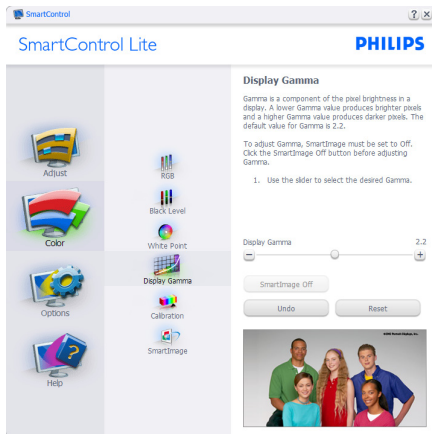 SmartControl
SmartControl Lite
PHILIPS
Adjust
Color
Options
Help
RGB
Black Level
White Point
Display Gamma
Calibration
SmartImage
Display Gamma
Gamma is a component of the pixel brightness in a
display. A lower Gamma value produces brighter pixels
and a higher Gamma value produces darker pixels. The
default value for Gamma is 2.2.
To adjust Gamma, SmartImage must be set to Off.
Click the SmartImage Off button before adjusting
Gamma.
1. Use the slider to select the desired Gamma.
Display Gamma 2.2
SmartImage Off
Undo Reset